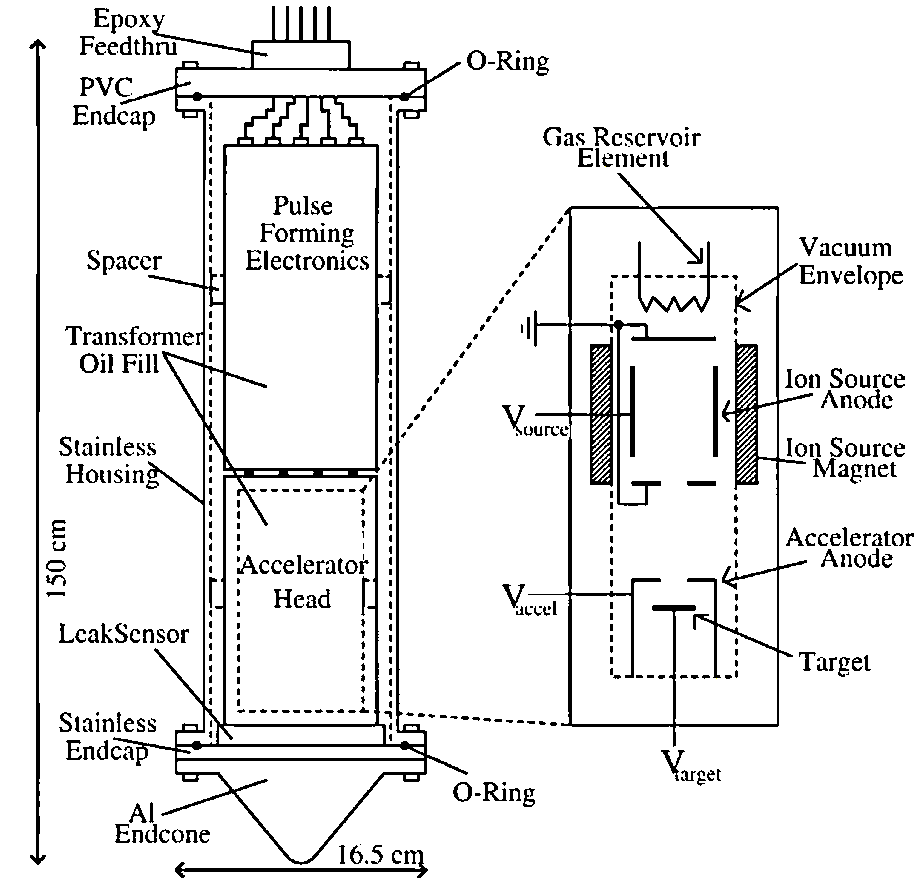 Epoxy
Feedthru
O-Ring
PVC
Endcap
Gas Reservoir
Element
Pulse
Forming
Electronics
Spacer
Vacuum
Envelope
Transformer
Oil Fill
Ion Source
Anode
Vsource
Stainless
Housing
Ion Source
Magnet
150 cm
Accelerator
Anode
Accelerator
Head
Vaccel
LeakSensor
Target
Stainless
Endcap
Vtarget
O-Ring
Al
Endcone
16.5 cm